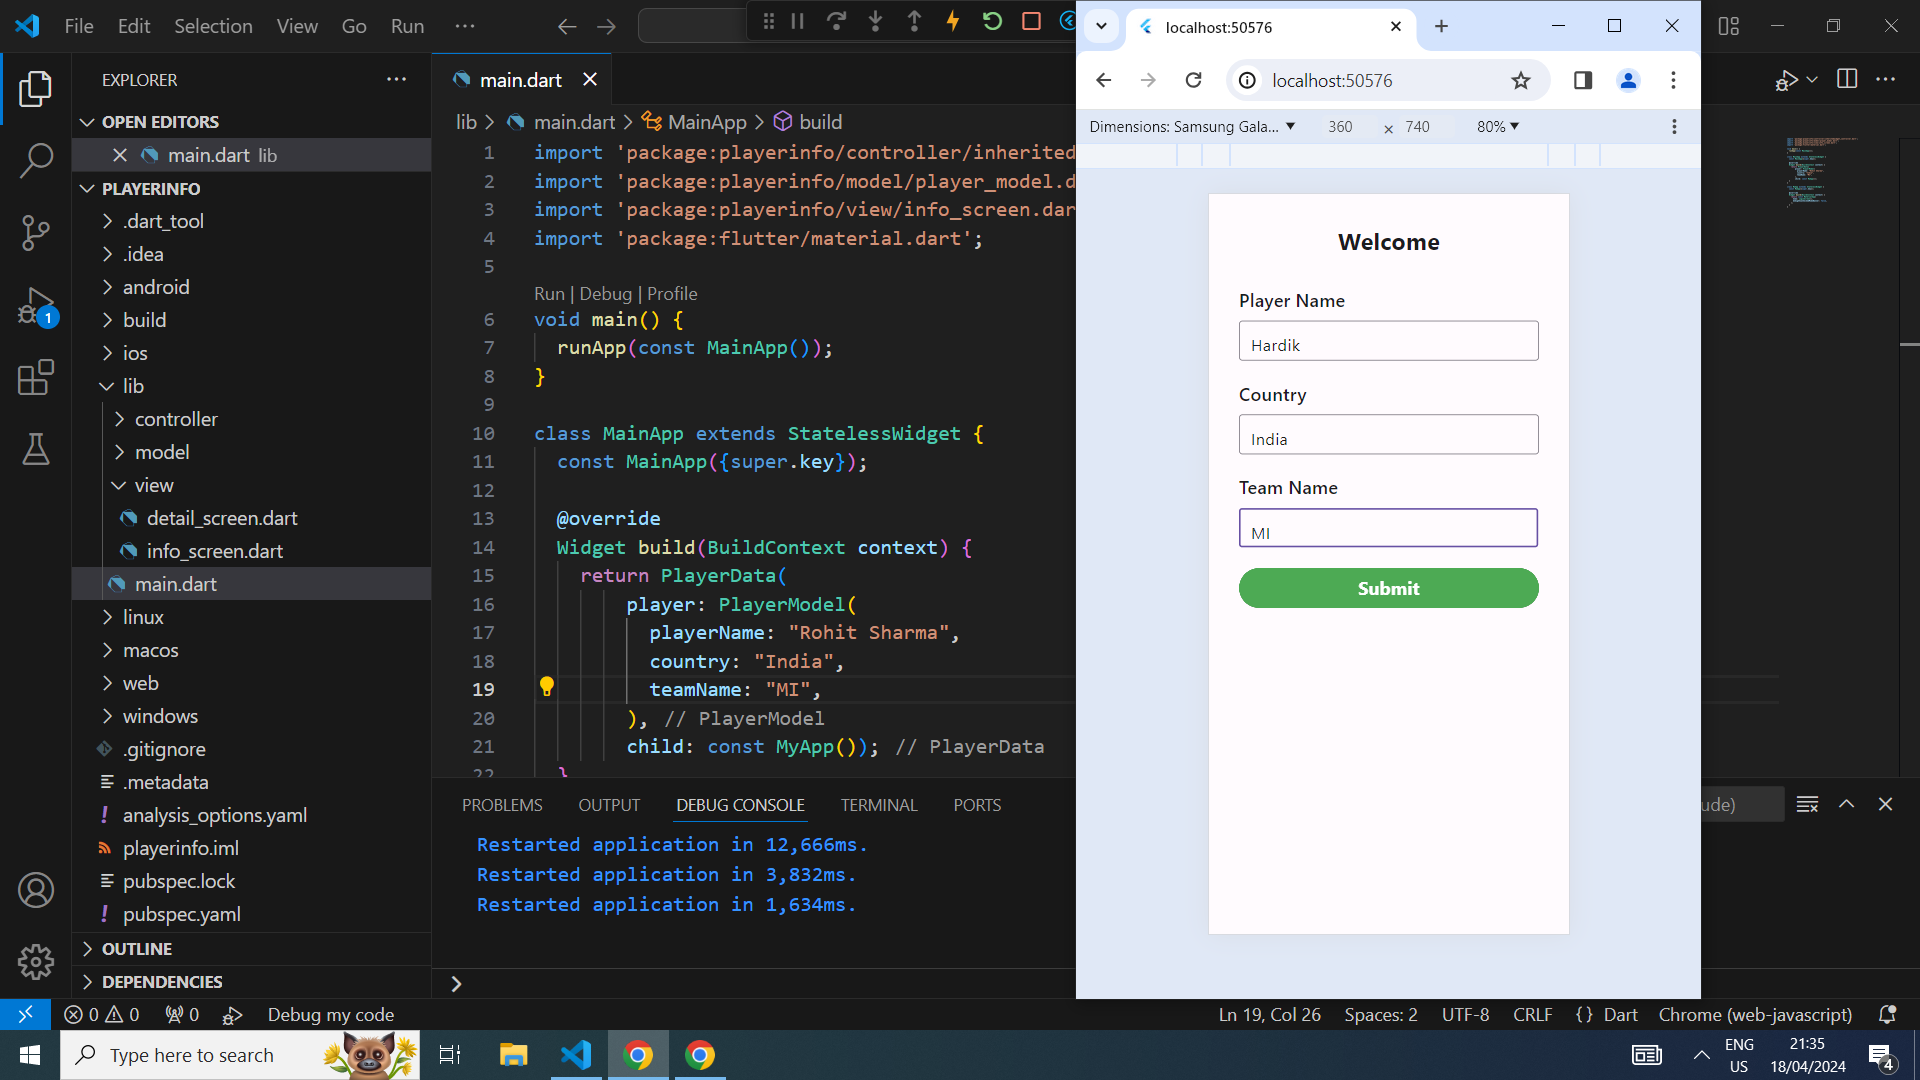 File Edit Selection View Go Run ···
EXPLORER
OPEN EDITORS
main.dart lib
PLAYERINFO
.dart_tool
.idea
android
build
ios
lib
controller
model
view
detail_screen.dart
info_screen.dart
main.dart
linux
macos
web
windows
.gitignore
.metadata
analysis_options.yaml
playerinfo.iml
pubspec.lock
pubspec.yaml
OUTLINE
DEPENDENCIES
1
main.dart
lib > main.dart > MainApp > build
1 import 'package:playerinfo/controller/inherited
2 import 'package:playerinfo/model/player_model.d
3 import 'package:playerinfo/view/info_screen.dar
4 import 'package:flutter/material.dart';
5
Run | Debug | Profile
6 void main() {
7 runApp(const MainApp());
8 }
9
10 class MainApp extends StatelessWidget {
11 const MainApp({super.key});
12
13 @override
14 Widget build(BuildContext context) {
15 return PlayerData(
16 player: PlayerModel(
17 playerName: "Rohit Sharma",
18 country: "India",
19 teamName: "MI",
20 ), // PlayerModel
21 child: const MyApp()); // PlayerData
22 }
PROBLEMS OUTPUT DEBUG CONSOLE TERMINAL PORTS
ude)
Restarted application in 12,666ms.
Restarted application in 3,832ms.
Restarted application in 1,634ms.
localhost:50576
localhost:50576
Dimensions: Samsung Gala... 360 × 740 80%
Welcome
Player Name
Hardik
Country
India
Team Name
MI
Submit
0 0 0 Debug my code
Ln 19, Col 26 Spaces: 2 UTF-8 CRLF {} Dart Chrome (web-javascript)
Type here to search
ENG
US
21:35
18/04/2024
4